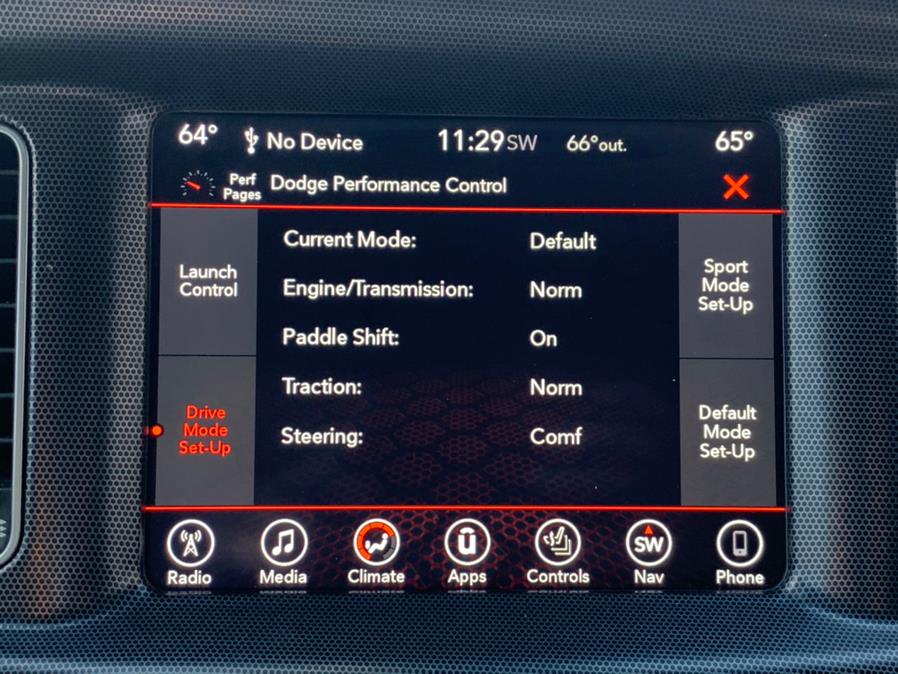 64° No Device 11:29 SW 66° out. 65°
Perf Pages Dodge Performance Control
Launch
Control
Drive
Mode
Set-Up
Current Mode: Default
Engine/Transmission: Norm
Paddle Shift: On
Traction: Norm
Steering: Comf
Sport
Mode
Set-Up
Default
Mode
Set-Up
u SW
Radio Media Climate Apps Controls Nav Phone